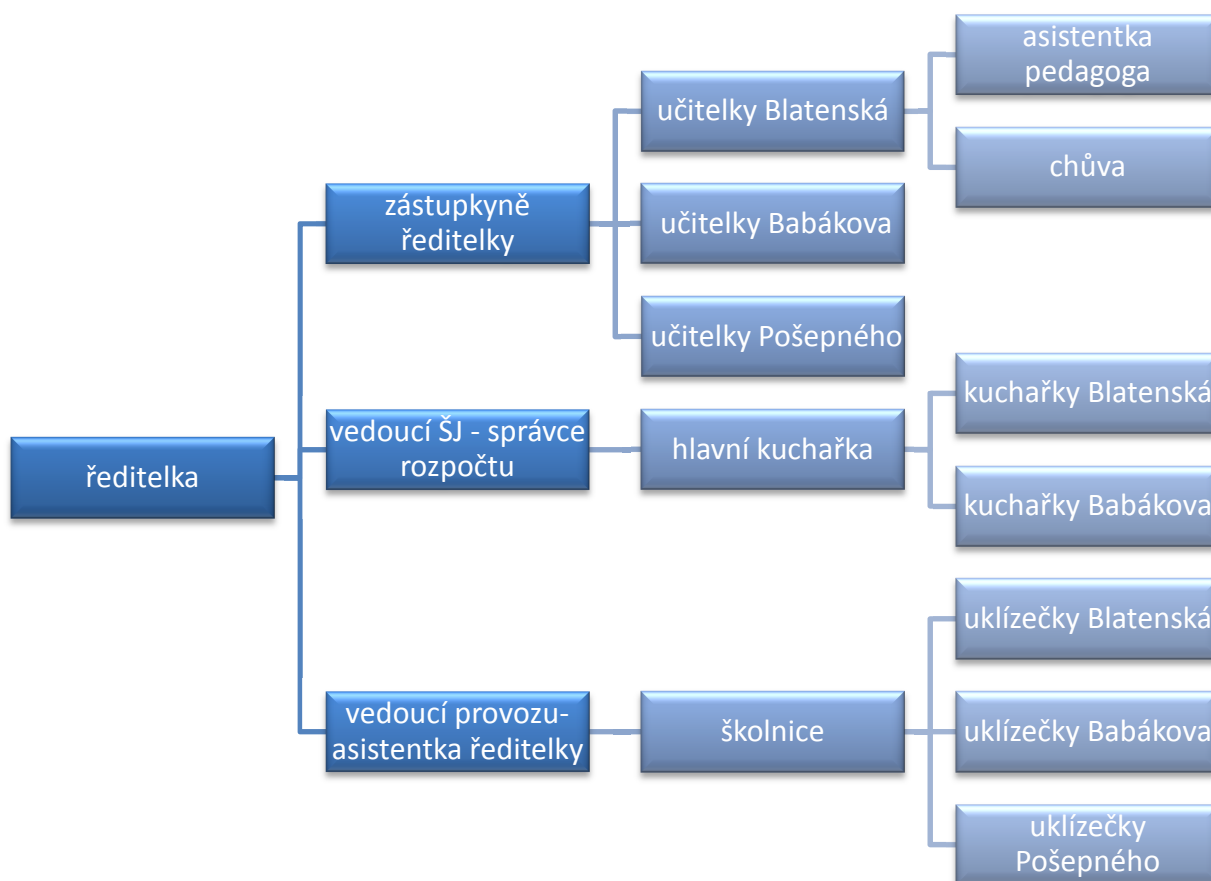 ředitelka
zástupkyně
ředitelky
učitelky Blatenská
asistentka
pedagoga
chůva
učitelky Babákova
učitelky Pošepného
vedoucí ŠJ - správce
rozpočtu
hlavní kuchařka
kuchařky Blatenská
kuchařky Babákova
vedoucí provozu-
asistentka ředitelky
školnice
uklízečky Blatenská
uklízečky Babákova
uklízečky
Pošepného